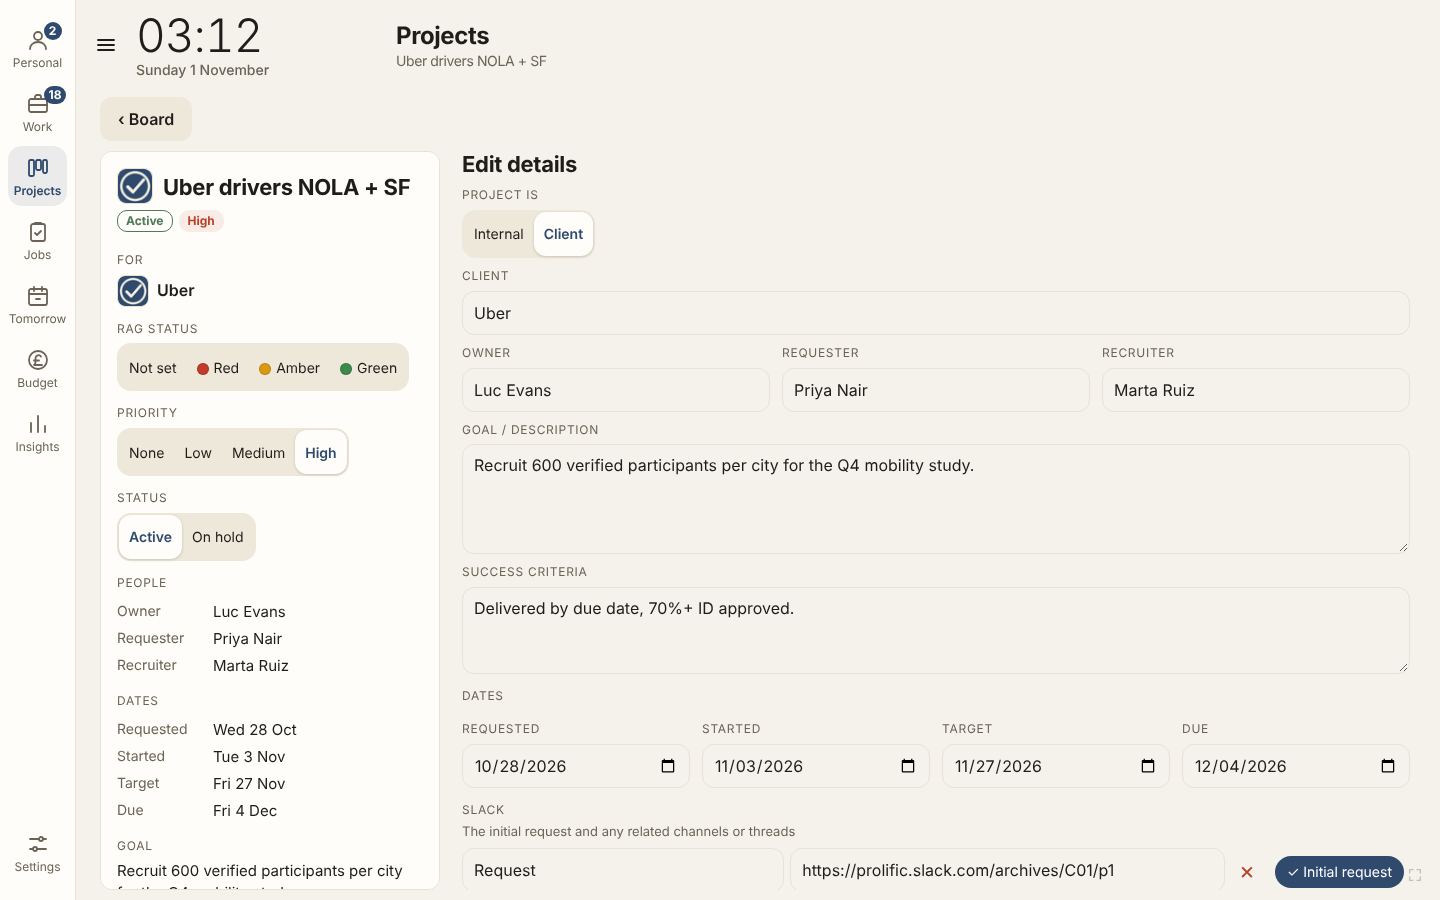 2
Personal
18
Work
Projects
Jobs
Tomorrow
Budget
Insights
Settings
03:12
Sunday 1 November
Projects
Uber drivers NOLA + SF
‹ Board
Uber drivers NOLA + SF
Active High
FOR
Uber
RAG STATUS
Not set Red Amber Green
PRIORITY
None Low Medium High
STATUS
Active On hold
PEOPLE
Owner Luc Evans
Requester Priya Nair
Recruiter Marta Ruiz
DATES
Requested Wed 28 Oct
Started Tue 3 Nov
Target Fri 27 Nov
Due Fri 4 Dec
GOAL
Recruit 600 verified participants per city
Edit details
PROJECT IS
Internal Client
CLIENT
Uber
OWNER REQUESTER RECRUITER
Luc Evans Priya Nair Marta Ruiz
GOAL / DESCRIPTION
Recruit 600 verified participants per city for the Q4 mobility study.
SUCCESS CRITERIA
Delivered by due date, 70%+ ID approved.
DATES
REQUESTED STARTED TARGET DUE
10/28/2026 11/03/2026 11/27/2026 12/04/2026
SLACK
The initial request and any related channels or threads
Request https://prolific.slack.com/archives/C01/p1 ✕ ✓ Initial request